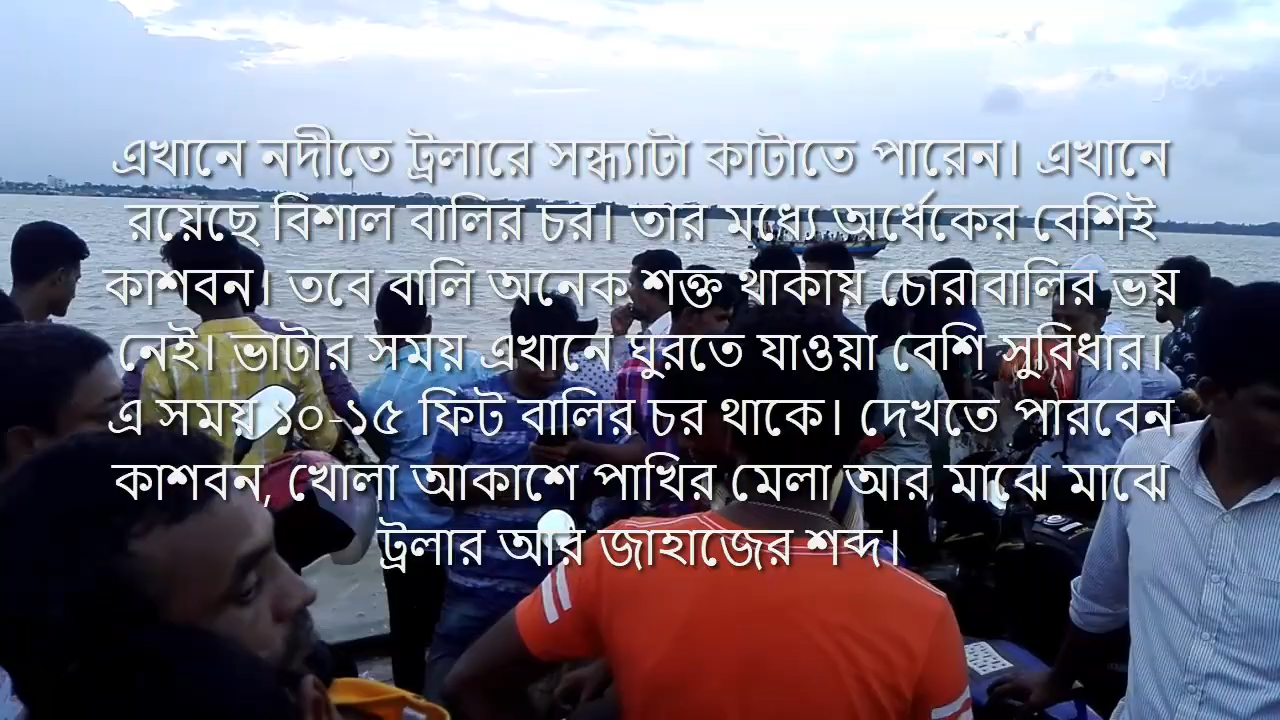 এখানে নদীতে ট্রলারে সন্ধ্যাটা কাটাতে পারেন। এখানে
রয়েছে বিশাল বালির চর। তার মধ্যে অর্ধেকের বেশিই
কাশবন। তবে বালি অনেক শক্ত থাকায় চোরাবালির ভয়
নেই। ভাটার সময় এখানে ঘুরতে যাওয়া বেশি সুবিধার।
এ সময় ১০-১৫ ফিট বালির চর থাকে। দেখতে পারবেন
কাশবন, খোলা আকাশে পাখির মেলা আর মাঝে মাঝে
ট্রলার আর জাহাজের শব্দ।